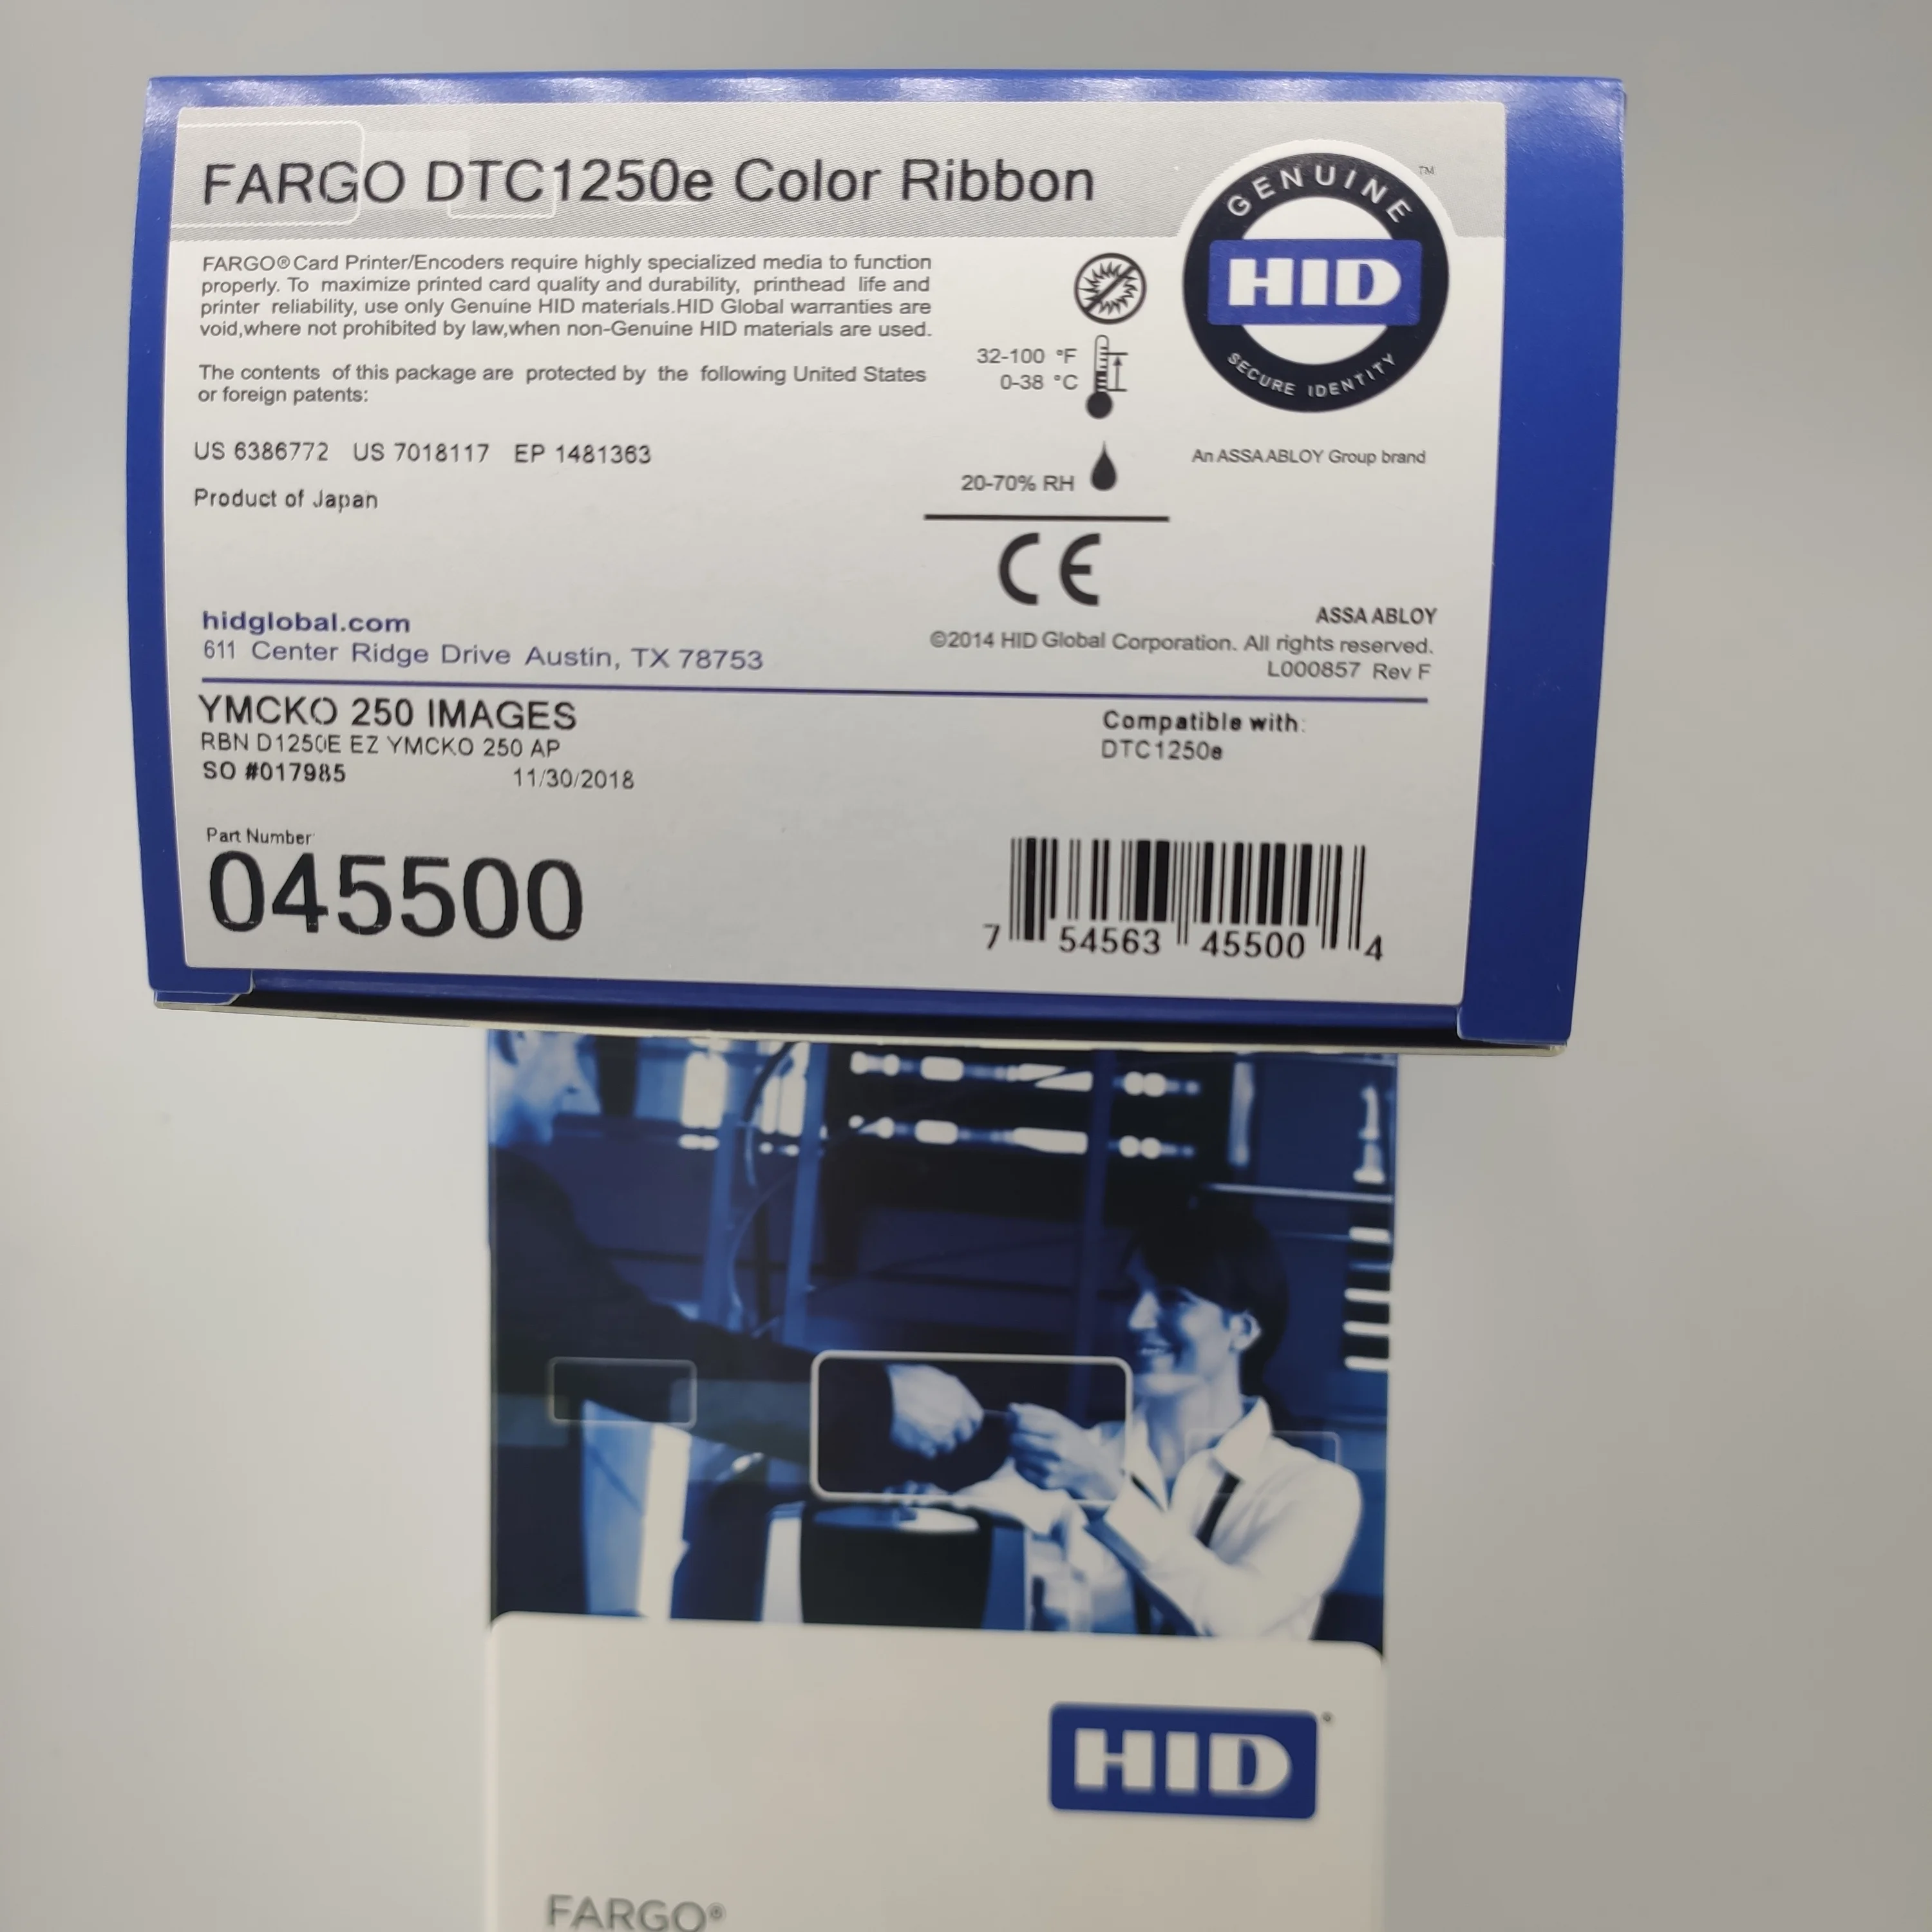 FARGO DTC1250e Color Ribbon
GENUINE
™
HID
SECURE IDENTITY
An ASSA ABLOY Group brand
FARGO® Card Printer/Encoders require highly specialized media to function
properly. To maximize printed card quality and durability, printhead life and
printer reliability, use only Genuine HID materials.HID Global warranties are
void,where not prohibited by law,when non-Genuine HID materials are used.
The contents of this package are protected by the following United States
or foreign patents:
US 6386772 US 7018117 EP 1481363
Product of Japan
32-100 °F
0-38 °C
20-70% RH
CE
hidglobal.com
611 Center Ridge Drive Austin, TX 78753
ASSA ABLOY
©2014 HID Global Corporation. All rights reserved.
L000857 Rev F
YMCKO 250 IMAGES
RBN D1250E EZ YMCKO 250 AP
SO #017985 11/30/2018
Compatible with:
DTC1250e
Part Number
045500
7 54563 45500 4
HID®
FARGO®